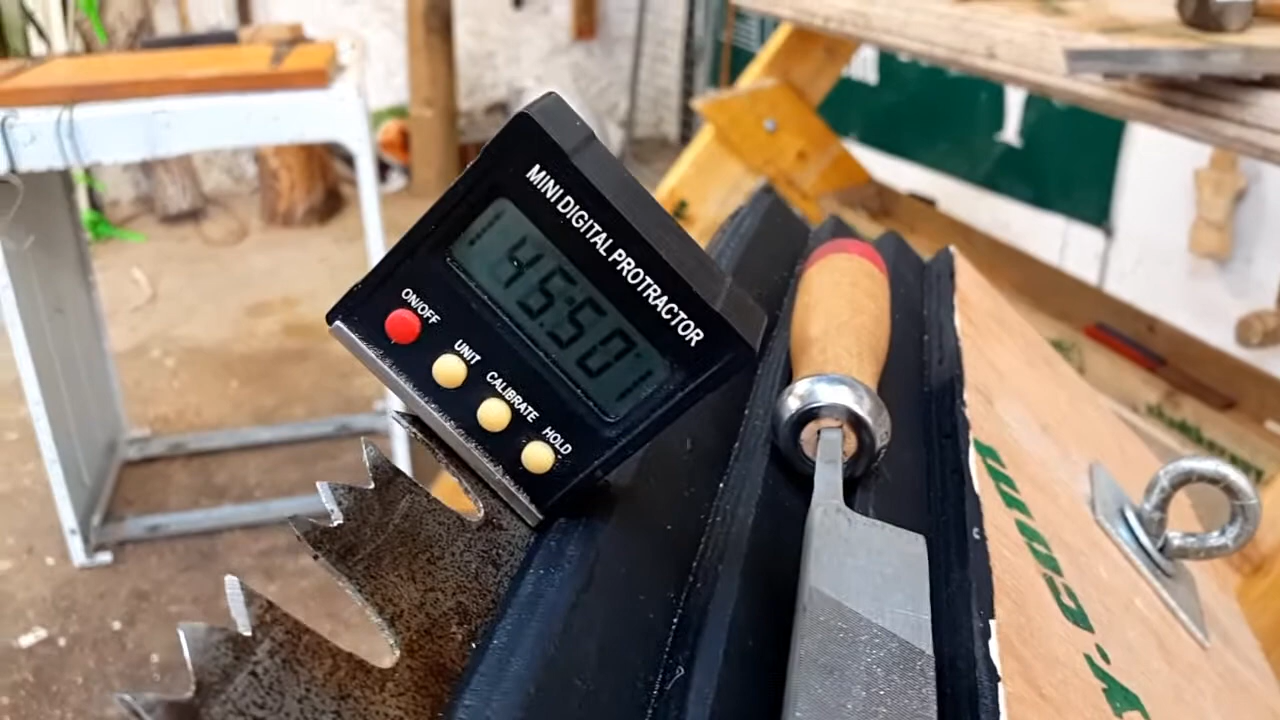 MINI DIGITAL PROTRACTOR
45:50
ON/OFF
UNIT
CALIBRATE
HOLD